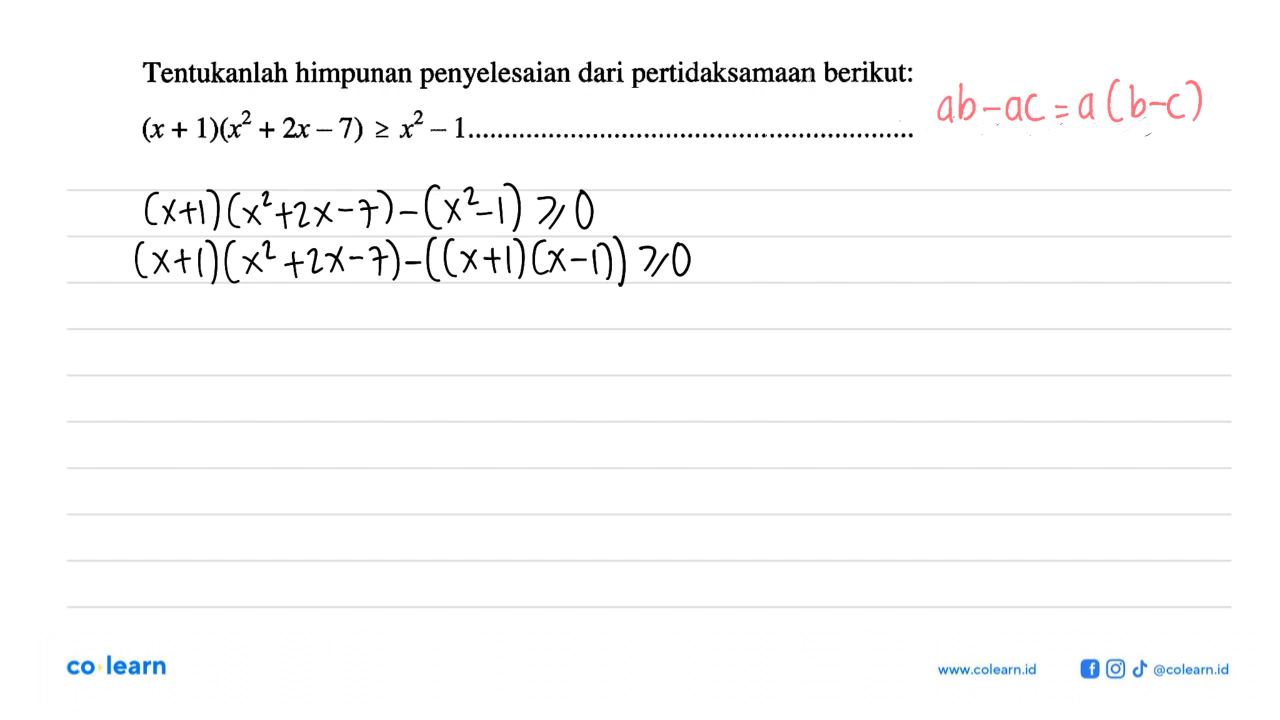 Tentukanlah himpunan penyelesaian dari pertidaksamaan berikut:
(x + 1)(x² + 2x – 7) ≥ x² – 1.............................................................
ab-ac = a(b-c)
(x+1)(x²+2x-7)-(x²-1) ⩾ 0
(x+1)(x²+2x-7)-((x+1)(x-1)) ⩾ 0
co learn
www.colearn.id
@colearn.id